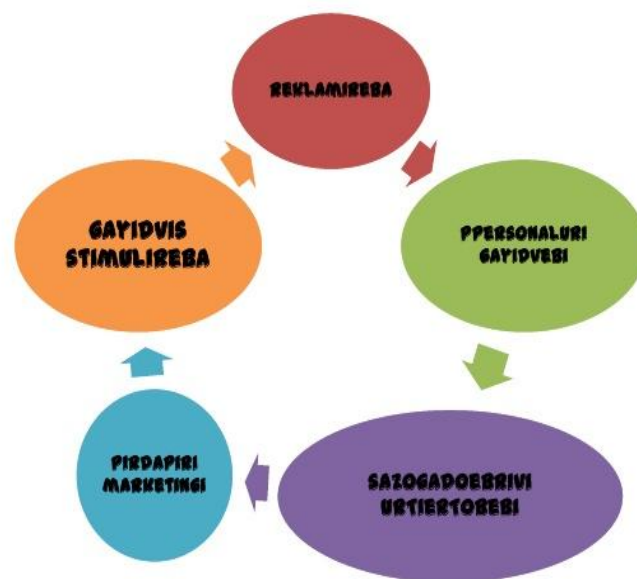 REKLAMIREBA
PPERSONALURI
GAYIDVEBI
SAZOGADOEBRIVI
URTIERTOBEBI
PIRDAPIRI
MARKETINGI
GAYIDVIS
STIMULIREBA